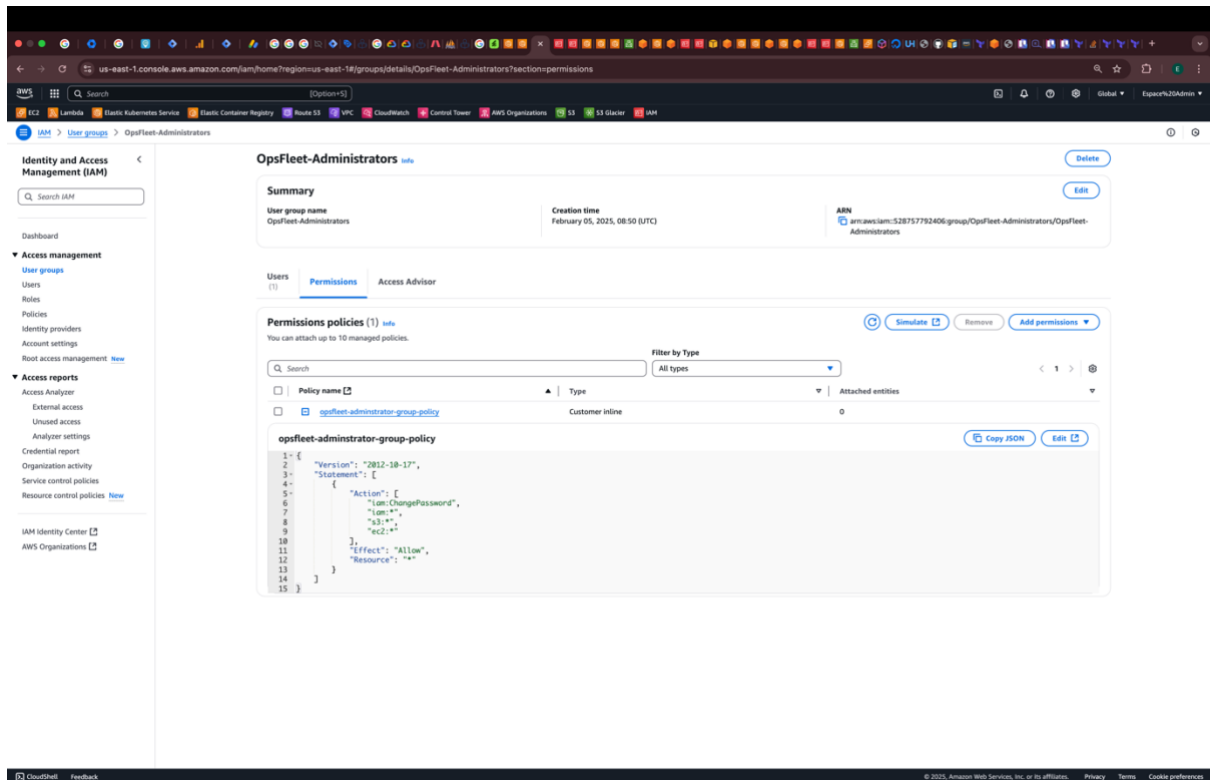 us-east-1.console.aws.amazon.com/iam/home?region=us-east-1#/groups/details/OpsFleet-Administrators?section=permissions
aws
Search
[Option+S]
Global
Espace%20Admin
EC2
Lambda
Elastic Kubernetes Service
Elastic Container Registry
Route 53
VPC
CloudWatch
Control Tower
AWS Organizations
S3
S3 Glacier
IAM
IAM > User groups > OpsFleet-Administrators
Identity and Access
Management (IAM)
Search IAM
Dashboard
Access management
User groups
Users
Roles
Policies
Identity providers
Account settings
Root access management New
Access reports
Access Analyzer
External access
Unused access
Analyzer settings
Credential report
Organization activity
Service control policies
Resource control policies New
IAM Identity Center
AWS Organizations
OpsFleet-Administrators Info
Delete
Summary
Edit
User group name
OpsFleet-Administrators
Creation time
February 05, 2025, 08:50 (UTC)
ARN
arn:aws:iam::528757792406:group/OpsFleet-Administrators/OpsFleet-
Administrators
Users
(1)
Permissions
Access Advisor
Permissions policies (1) Info
Simulate
Remove
Add permissions
You can attach up to 10 managed policies.
Filter by Type
Search
All types
1
Policy name
Type
Attached entities
opsfleet-adminstrator-group-policy
Customer inline
0
opsfleet-adminstrator-group-policy
Copy JSON
Edit
1 {
2 "Version": "2012-10-17",
3 "Statement": [
4 {
5 "Action": [
6 "iam:ChangePassword",
7 "iam:*",
8 "s3:*",
9 "ec2:*"
10 ],
11 "Effect": "Allow",
12 "Resource": "*"
13 }
14 ]
15 }
CloudShell
Feedback
© 2025, Amazon Web Services, Inc. or its affiliates.
Privacy
Terms
Cookie preferences